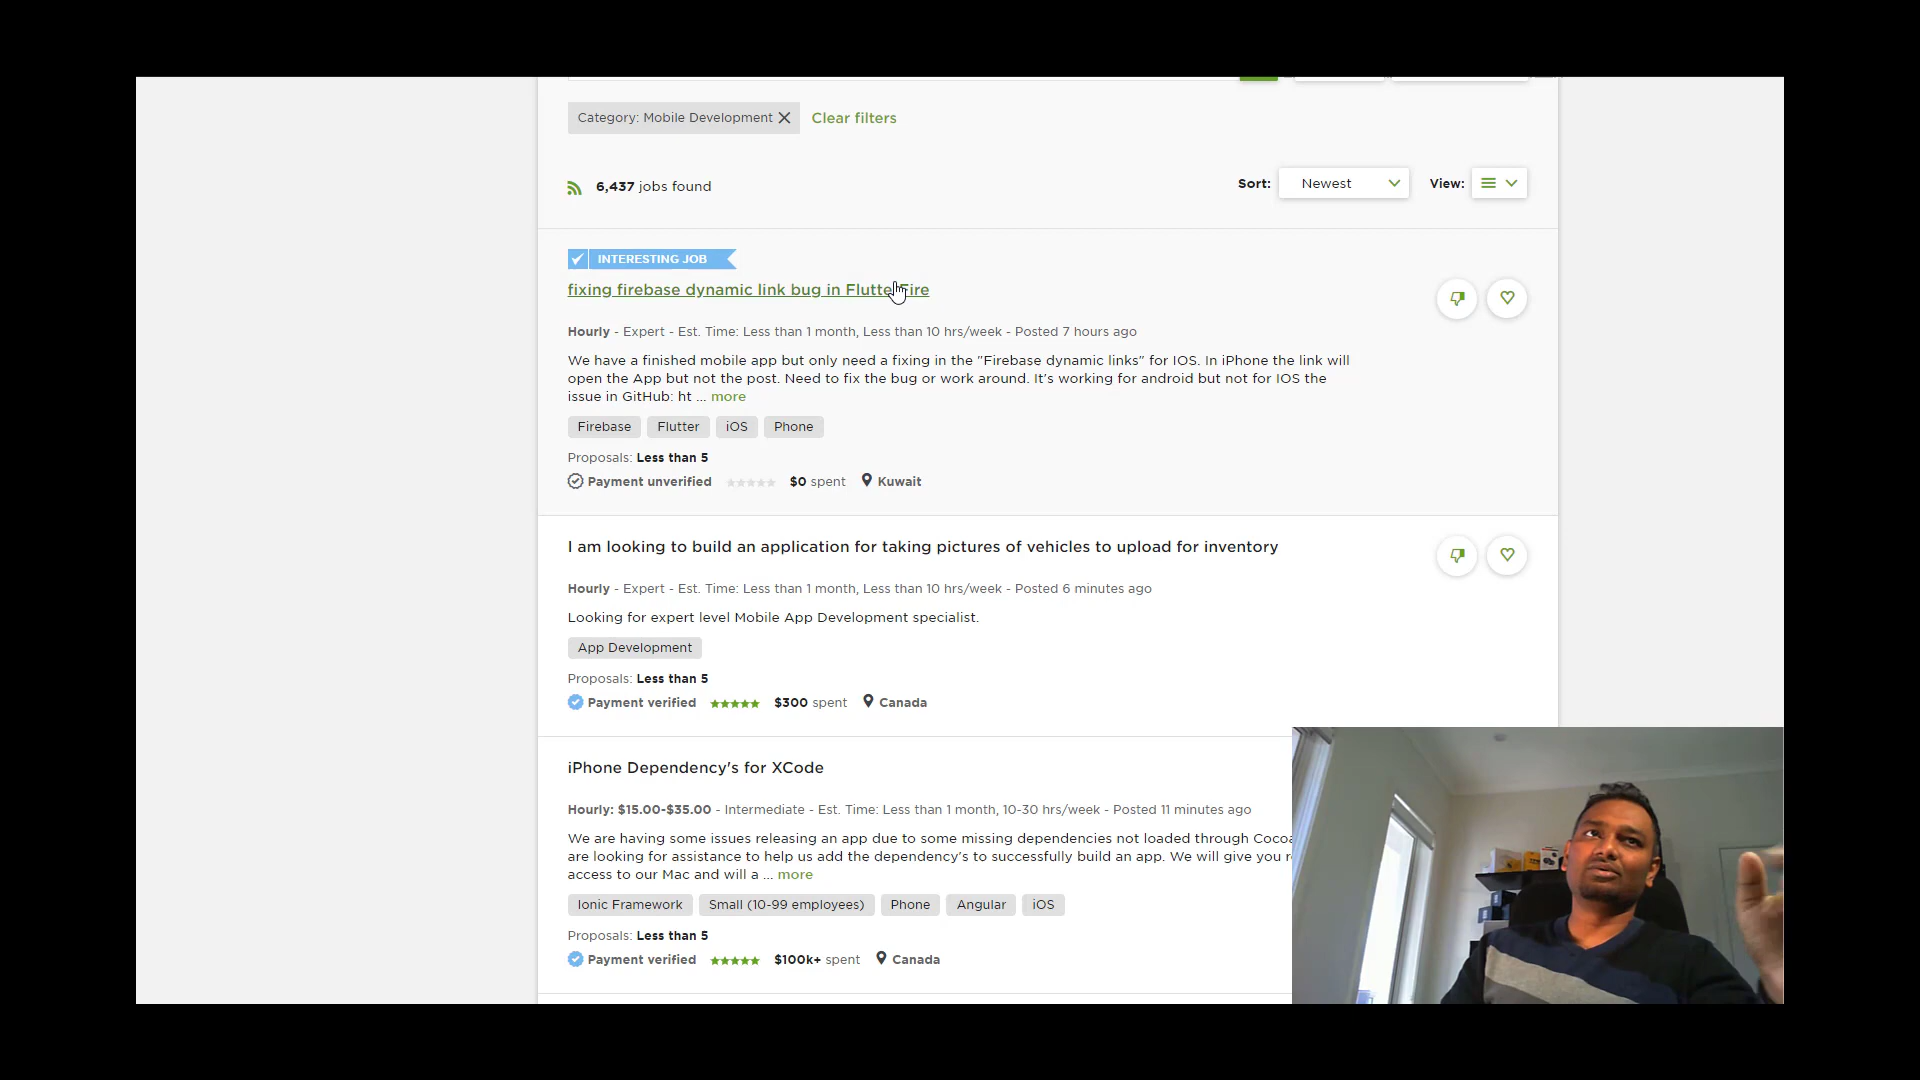 Category: Mobile Development
Clear filters
6,437 jobs found
Sort: Newest View:
INTERESTING JOB
fixing firebase dynamic link bug in Flutte Fire
Hourly - Expert - Est. Time: Less than 1 month, Less than 10 hrs/week - Posted 7 hours ago
We have a finished mobile app but only need a fixing in the "Firebase dynamic links" for IOS. In iPhone the link will
open the App but not the post. Need to fix the bug or work around. It's working for android but not for IOS the
issue in GitHub: ht ... more
Firebase Flutter iOS Phone
Proposals: Less than 5
Payment unverified $0 spent Kuwait
I am looking to build an application for taking pictures of vehicles to upload for inventory
Hourly - Expert - Est. Time: Less than 1 month, Less than 10 hrs/week - Posted 6 minutes ago
Looking for expert level Mobile App Development specialist.
App Development
Proposals: Less than 5
Payment verified $300 spent Canada
iPhone Dependency's for XCode
Hourly: $15.00-$35.00 - Intermediate - Est. Time: Less than 1 month, 10-30 hrs/week - Posted 11 minutes ago
We are having some issues releasing an app due to some missing dependencies not loaded through Cocoa
are looking for assistance to help us add the dependency's to successfully build an app. We will give you
access to our Mac and will a ... more
Ionic Framework Small (10-99 employees) Phone Angular iOS
Proposals: Less than 5
Payment verified $100k+ spent Canada